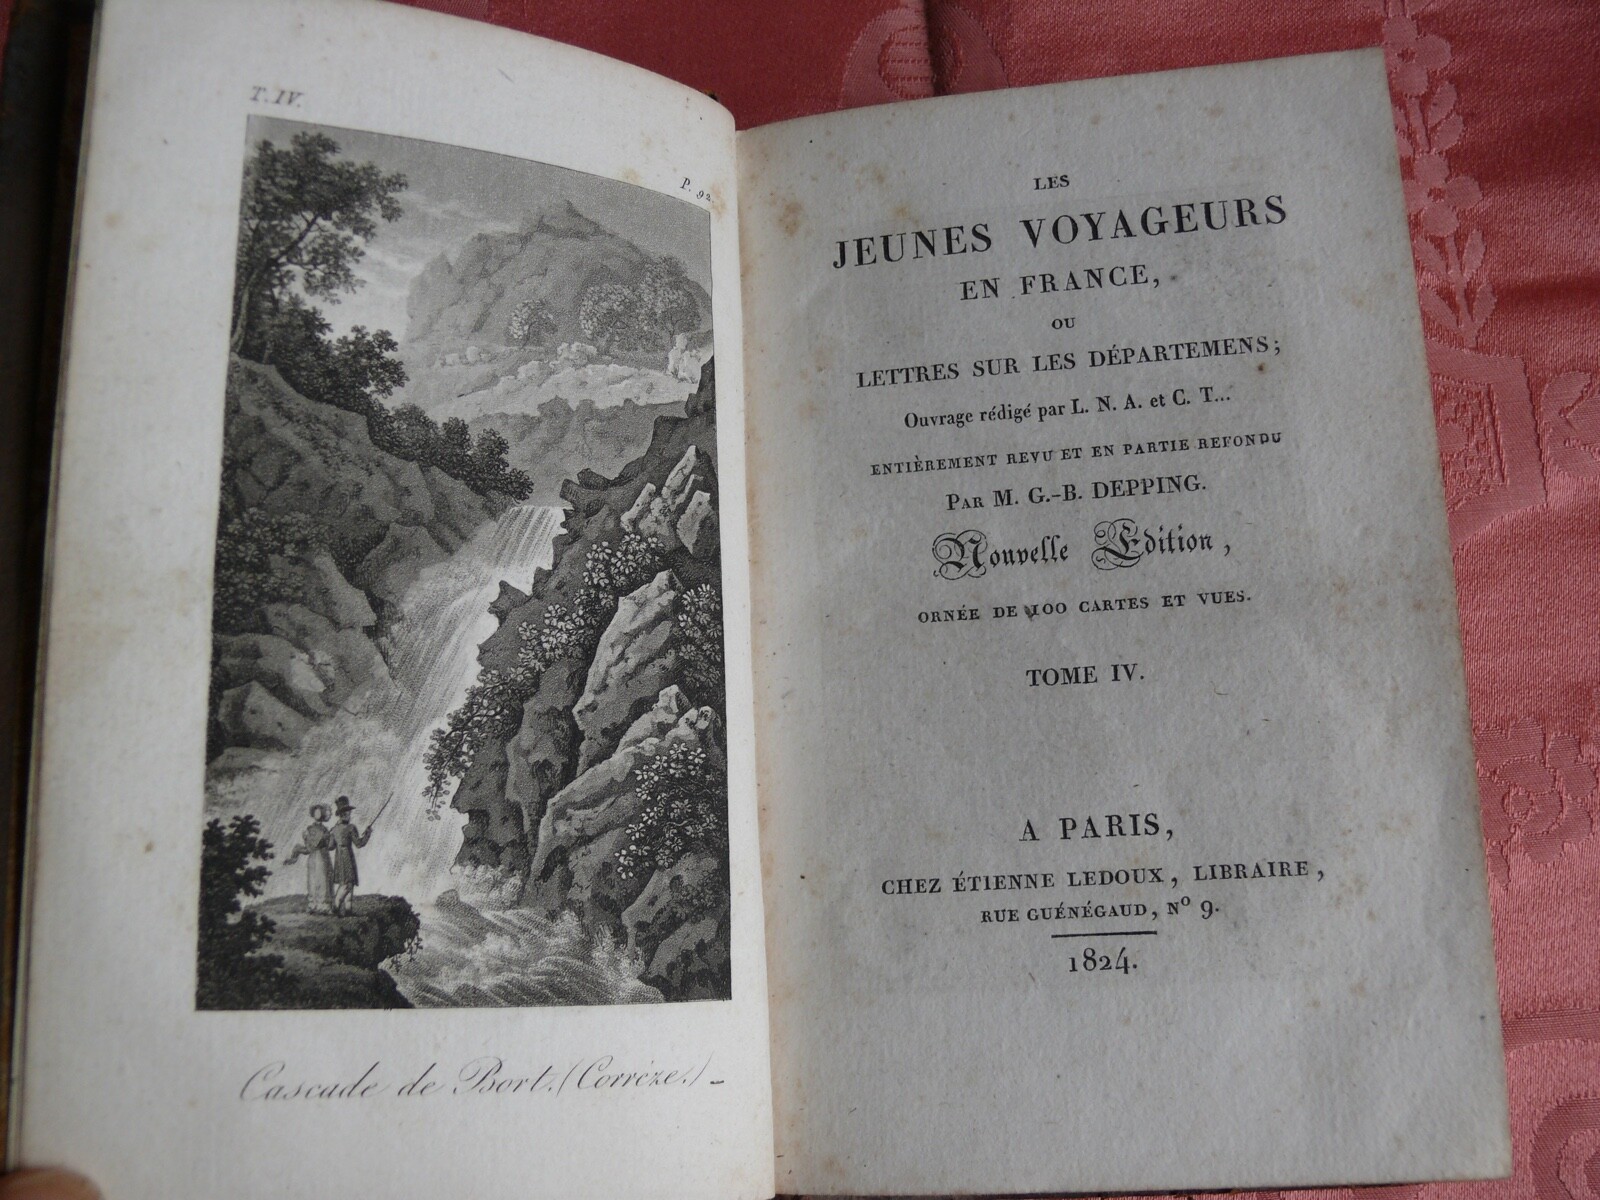 T. IV.
P. 92.
Cascade de Bort. (Corrèze.)
LES
JEUNES VOYAGEURS
EN FRANCE,
OU
LETTRES SUR LES DÉPARTEMENS;
Ouvrage rédigé par L. N. A. et C. T...
ENTIÈREMENT REVU ET EN PARTIE REFONDU
PAR M. G.-B. DEPPING.
Nouvelle Edition,
ORNÉE DE 100 CARTES ET VUES.
TOME IV.
A PARIS,
CHEZ ÉTIENNE LEDOUX, LIBRAIRE,
RUE GUÉNÉGAUD, Nº 9.
1824.